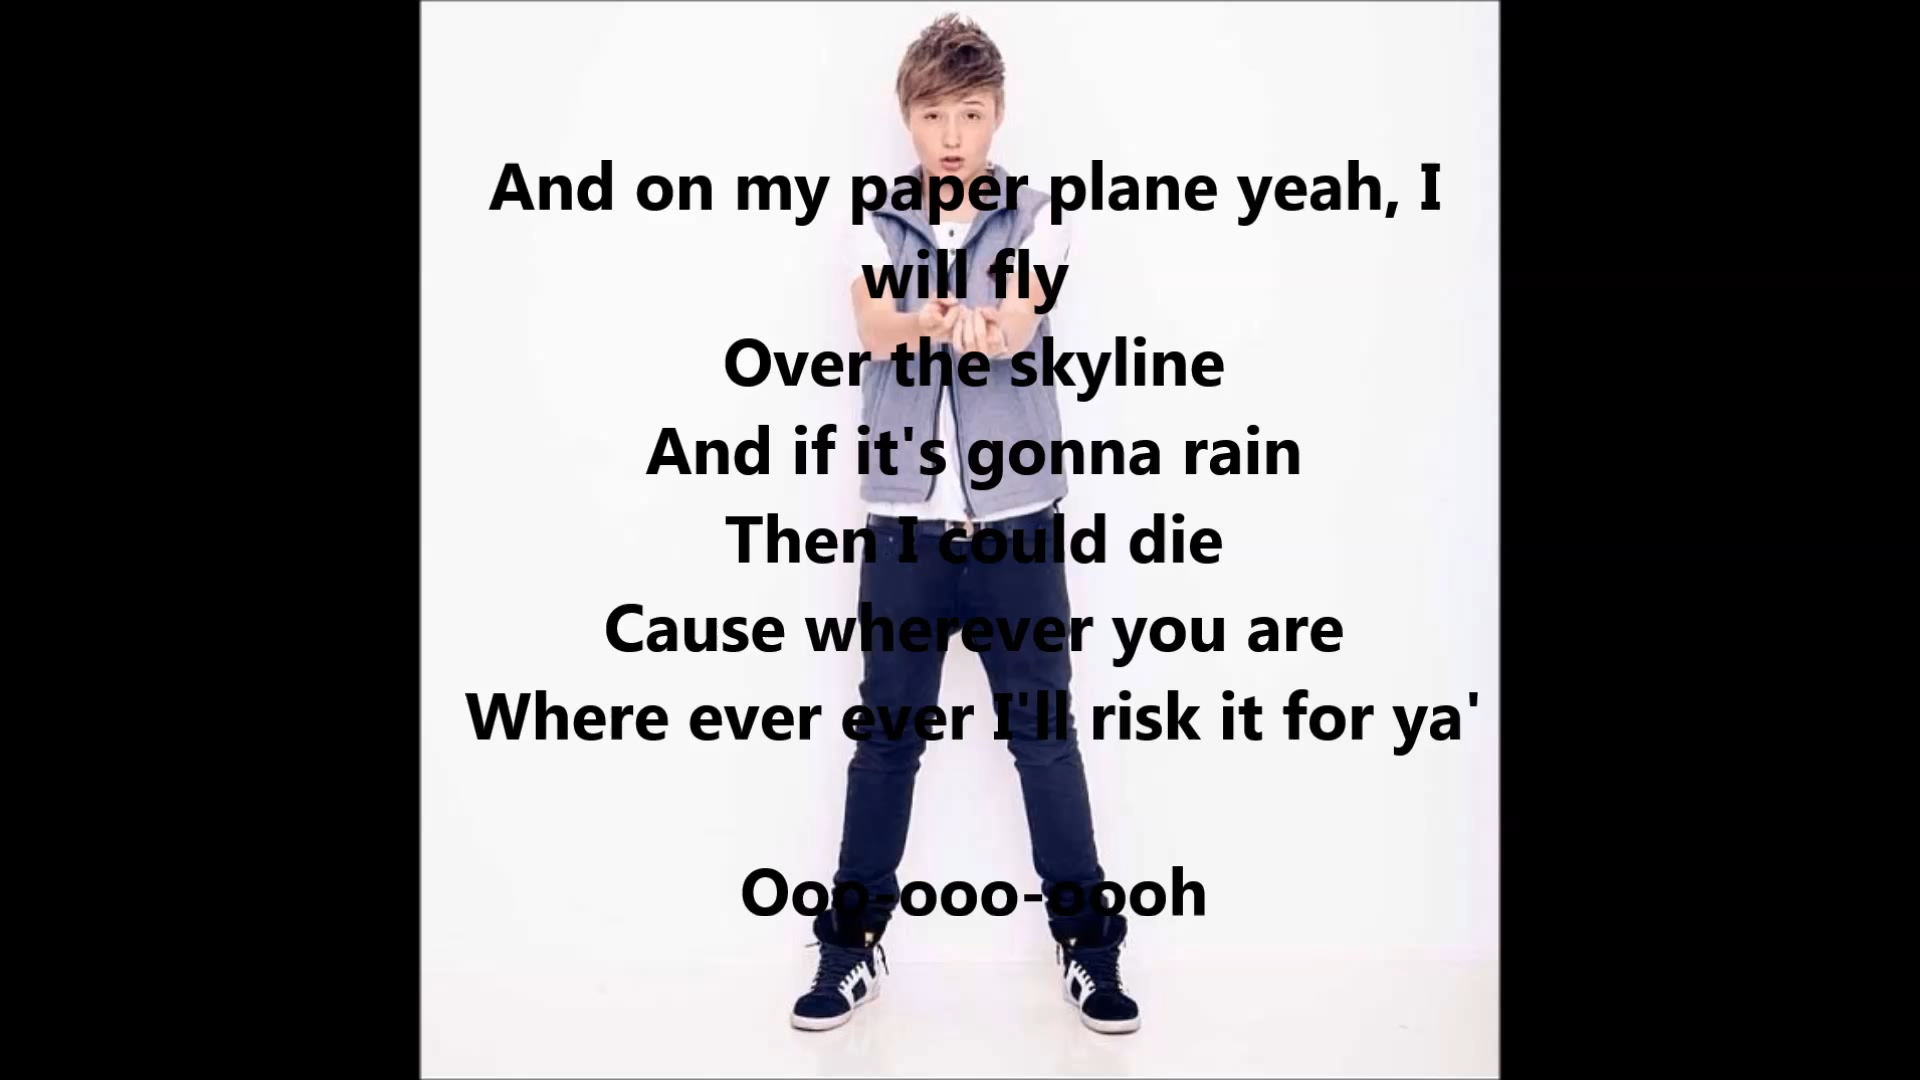 And on my paper plane yeah, I
will fly
Over the skyline
And if it's gonna rain
Then I could die
Cause wherever you are
Where ever ever I'll risk it for ya'
Ooo-ooo-oooh